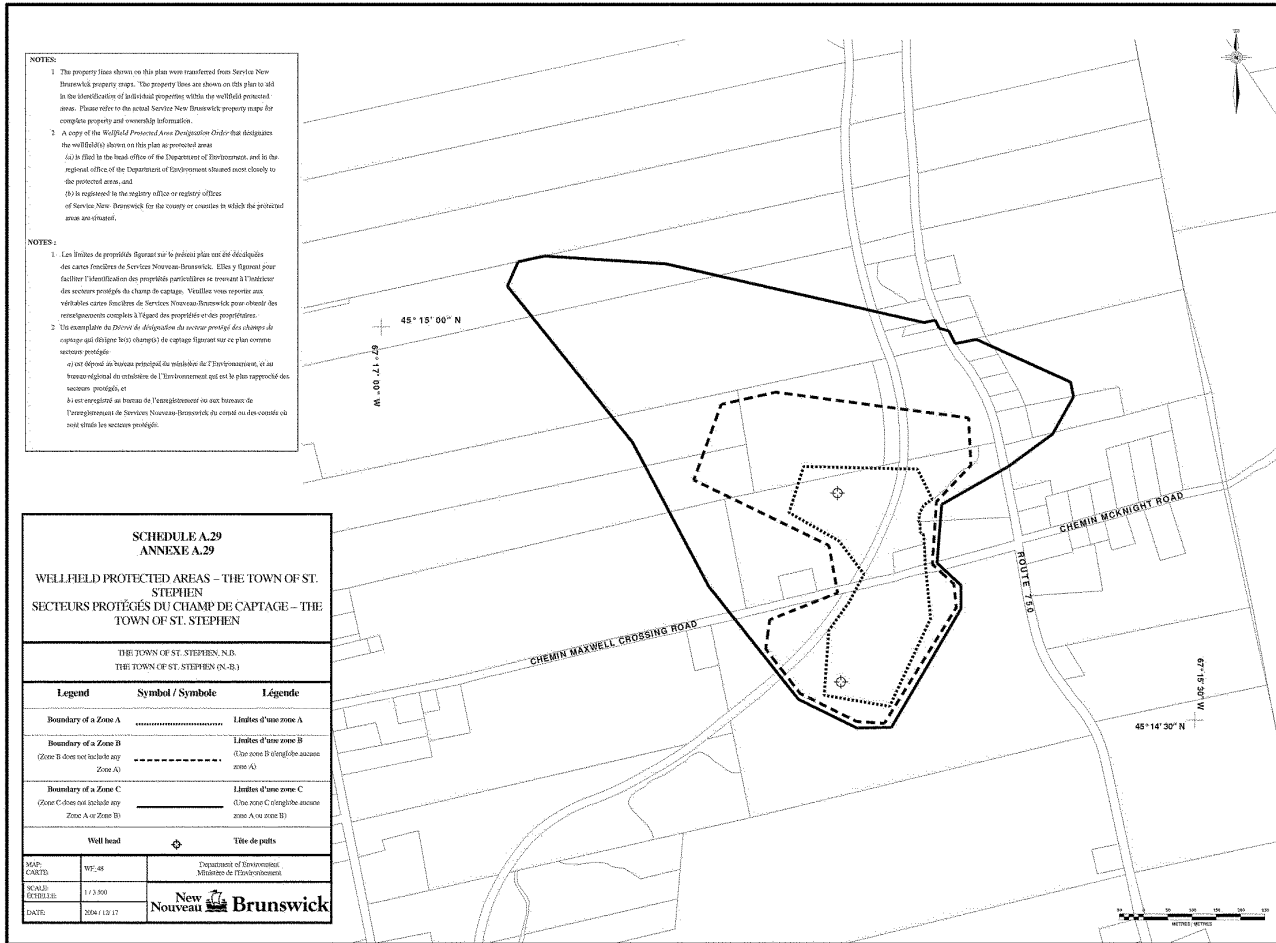 NOTES:
1 The property lines shown on this plan were transferred from Service New
Brunswick property maps. The property lines are shown on this plan to aid
in the identification of individual properties within the wellfield protected
areas. Please refer to the actual Service New Brunswick property maps for
complete property and ownership information.
2 A copy of the Wellfield Protected Area Designation Order that designates
the wellfield(s) shown on this plan as protected areas
(a) is filed in the head office of the Department of Environment, and in the
regional office of the Department of Environment situated most closely to
the protected areas, and
(b) is registered in the registry office or registry offices
of Service New Brunswick for the county or counties in which the protected
areas are situated.
NOTES :
1 Les limites de propriétés figurant sur le présent plan ont été décalquées
des cartes foncières de Services Nouveau-Brunswick. Elles y figurent pour
faciliter l'identification des propriétés particulières se trouvant à l'intérieur
des secteurs protégés du champ de captage. Veuillez vous reporter aux
véritables cartes foncières de Services Nouveau-Brunswick pour obtenir des
renseignements complets à l'égard des propriétés et des propriétaires.
2 Un exemplaire du Décret de désignation du secteur protégé des champs de
captage qui désigne le(s) champ(s) de captage figurant sur ce plan comme
secteurs protégés
a) est déposé au bureau principal du ministère de l'Environnement, et au
bureau régional du ministère de l'Environnement qui est le plus rapproché des
secteurs protégés, et
b) est enregistré au bureau de l'enregistrement ou aux bureaux de
l'enregistrement de Services Nouveau-Brunswick du comté ou des comtés où
sont situés les secteurs protégés.
N
45° 15' 00" N
67° 17' 00" W
CHEMIN MCKNIGHT ROAD
ROUTE 750
CHEMIN MAXWELL CROSSING ROAD
67° 15' 30" W
45° 14' 30" N
SCHEDULE A.29
ANNEXE A.29
WELLFIELD PROTECTED AREAS – THE TOWN OF ST.
STEPHEN
SECTEURS PROTÉGÉS DU CHAMP DE CAPTAGE – THE
TOWN OF ST. STEPHEN
THE TOWN OF ST. STEPHEN, N.B.
THE TOWN OF ST. STEPHEN (N.-B.)
Legend Symbol / Symbole Légende
Boundary of a Zone A Limites d'une zone A
Boundary of a Zone B Limites d'une zone B
(Zone B does not include any (Une zone B n'englobe aucune
Zone A) zone A)
Boundary of a Zone C Limites d'une zone C
(Zone C does not include any (Une zone C n'englobe aucune
Zone A or Zone B) zone A ou zone B)
Well head Tête de puits
MAP: WF-48 Department of Environment
CARTE: Ministère de l'Environnement
SCALE:
ÉCHELLE:
New
Nouveau Brunswick
DATE: 2004 / 12 / 17
METRES METRES